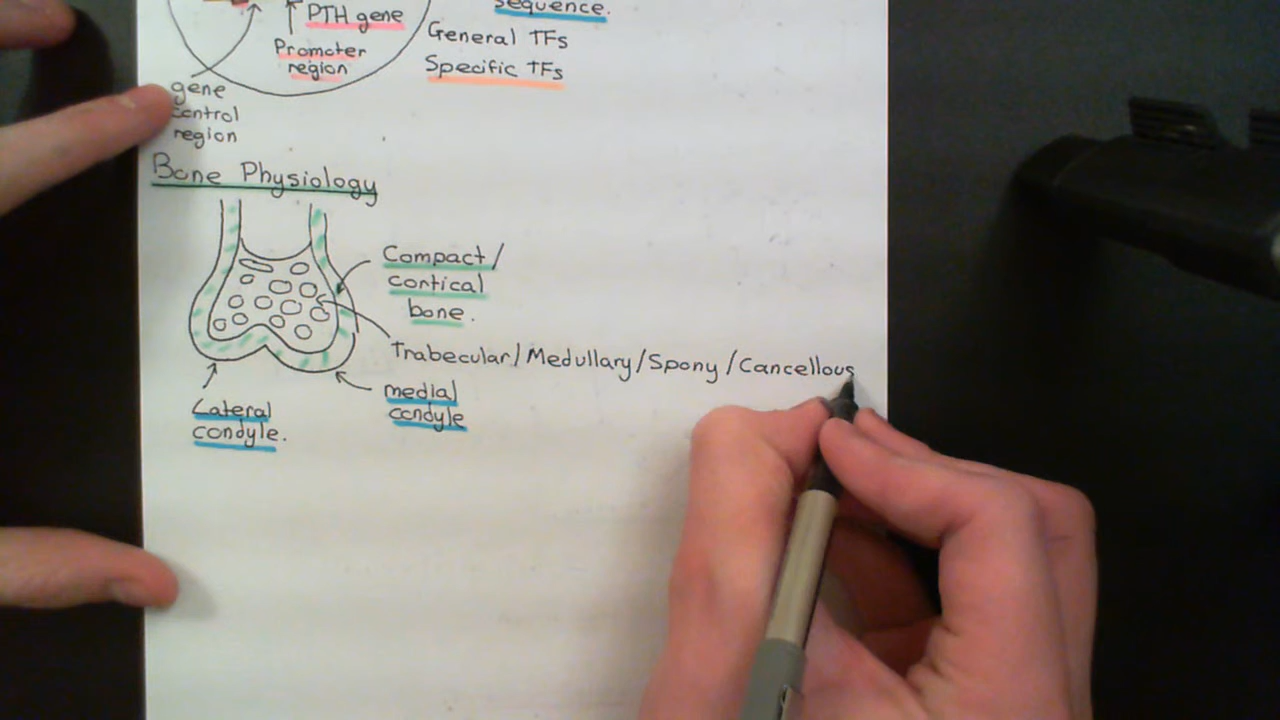 sequence.
PTH gene
General TFs
Promoter
region
Specific TFs
gene
control
region
Bone Physiology
Compact/
cortical
bone.
Trabecular/Medullary/Spony/Cancellous
medial
condyle
Lateral
condyle.